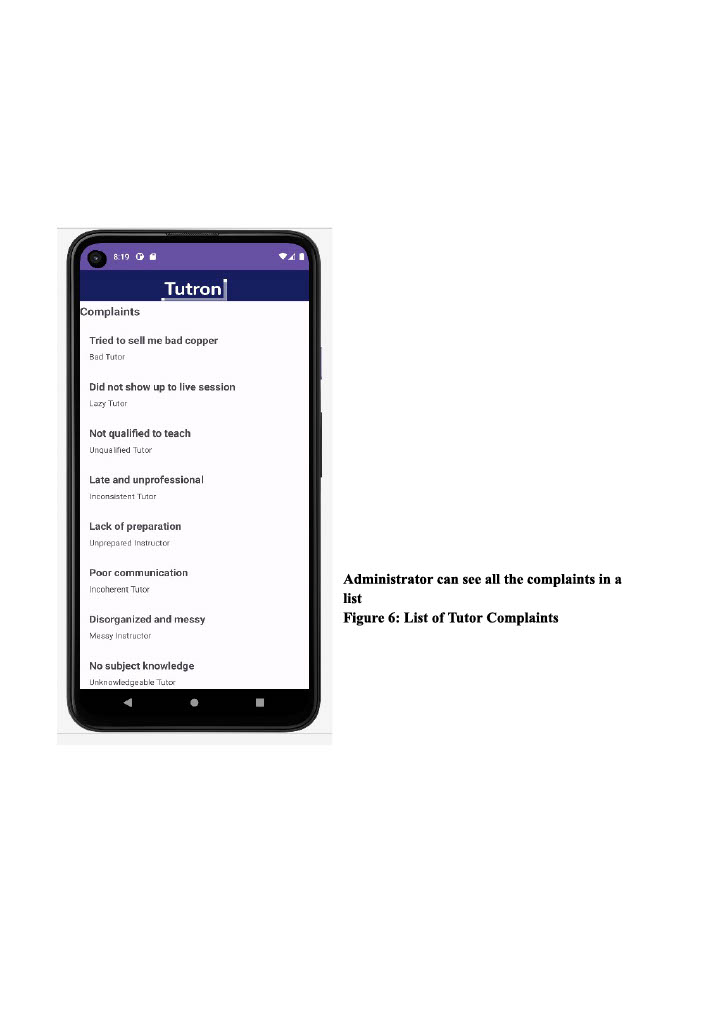 8:19
Tutron
Complaints
Tried to sell me bad copper
Bad Tutor
Did not show up to live session
Lazy Tutor
Not qualified to teach
Unqualified Tutor
Late and unprofessional
Inconsistent Tutor
Lack of preparation
Unprepared Instructor
Poor communication
Incoherent Tutor
Disorganized and messy
Messy Instructor
No subject knowledge
Unknowledgeable Tutor
Administrator can see all the complaints in a
list
Figure 6: List of Tutor Complaints